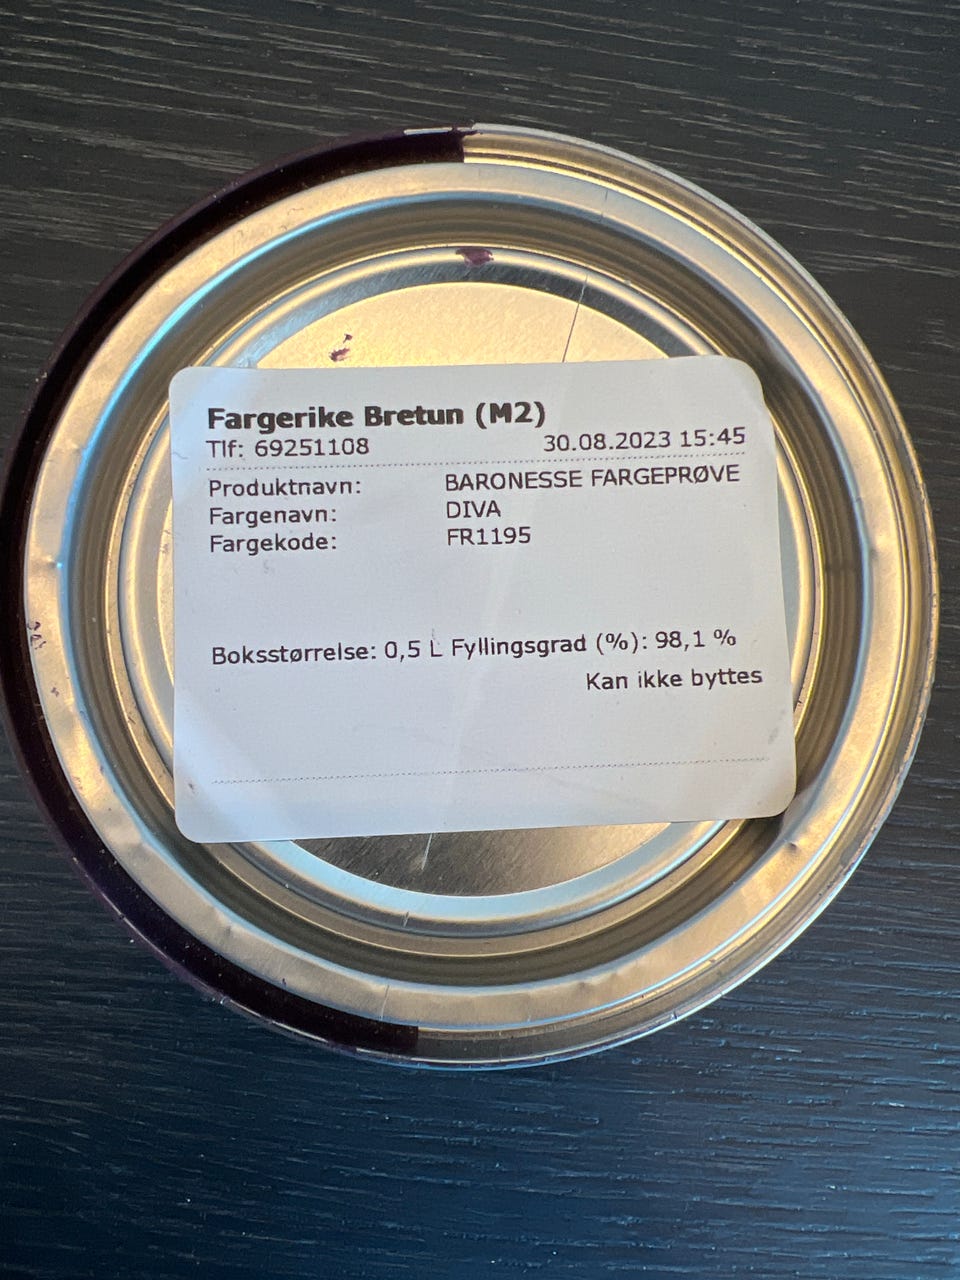 Fargerike Bretun (M2)
Tlf: 69251108 30.08.2023 15:45
Produktnavn: BARONESSE FARGEPRØVE
Fargenavn: DIVA
Fargekode: FR1195
Boksstørrelse: 0,5 L Fyllingsgrad (%): 98,1 %
Kan ikke byttes